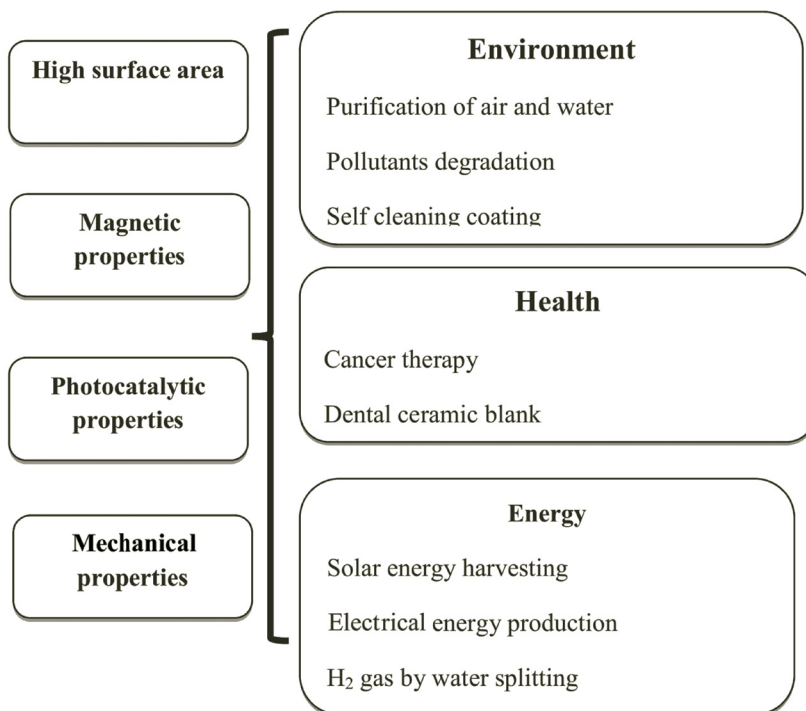 High surface area
Magnetic
properties
Photocatalytic
properties
Mechanical
properties
Environment
Purification of air and water
Pollutants degradation
Self cleaning coating
Health
Cancer therapy
Dental ceramic blank
Energy
Solar energy harvesting
Electrical energy production
H₂ gas by water splitting